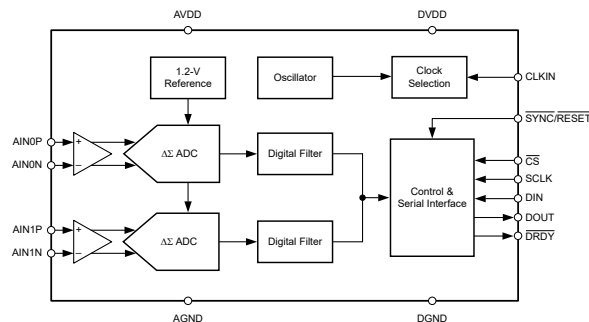 AVDD
DVDD
1.2-V
Reference
Oscillator
Clock
Selection
CLKIN
SYNC/RESET
AIN0P
+
AIN0N
−
ΔΣ ADC
Digital Filter
Control &
Serial Interface
CS
SCLK
DIN
DOUT
DRDY
AIN1P
+
AIN1N
−
ΔΣ ADC
Digital Filter
AGND
DGND